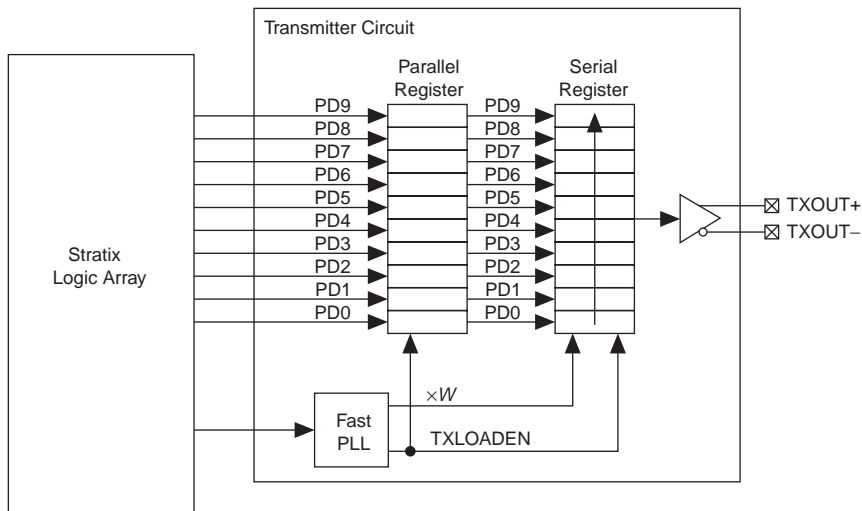 Transmitter Circuit
Parallel
Register
Serial
Register
PD9
PD9
PD8
PD8
PD7
PD7
PD6
PD6
PD5
PD5
PD4
PD4
PD3
PD3
PD2
PD2
PD1
PD1
PD0
PD0
Stratix
Logic Array
TXOUT+
TXOUT−
×W
Fast
PLL
TXLOADEN